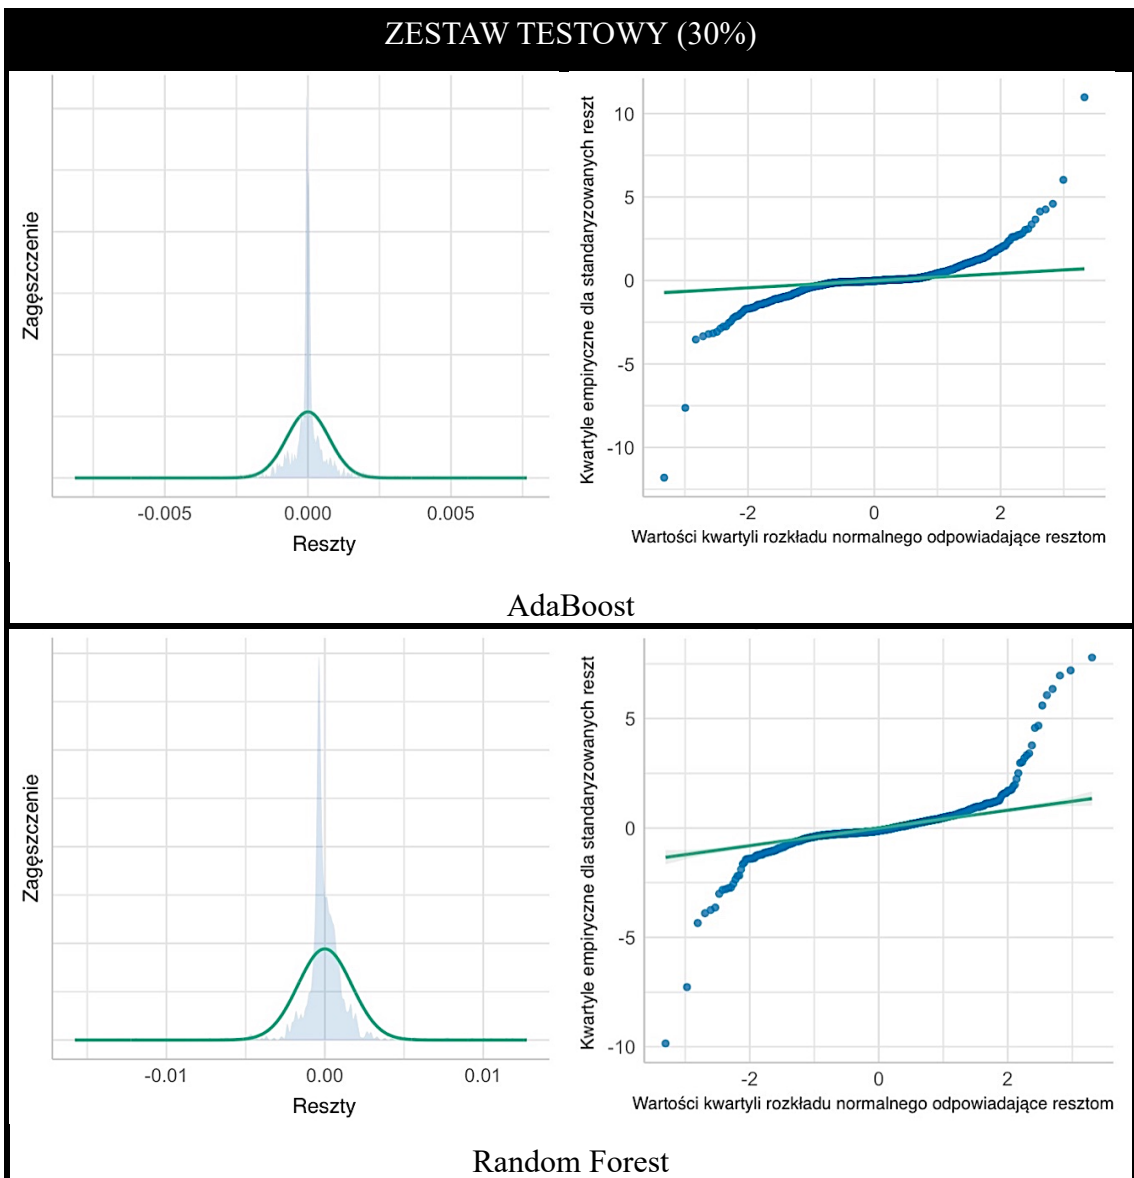 ZESTAW TESTOWY (30%)
Zagęszczenie
-0.005 0.000 0.005
Reszty
Kwartyle empiryczne dla standaryzowanych reszt
10
5
0
-5
-10
-2 0 2
Wartości kwartyli rozkładu normalnego odpowiadające resztom
AdaBoost
Zagęszczenie
-0.01 0.00 0.01
Reszty
Kwartyle empiryczne dla standaryzowanych reszt
5
0
-5
-10
-2 0 2
Wartości kwartyli rozkładu normalnego odpowiadające resztom
Random Forest